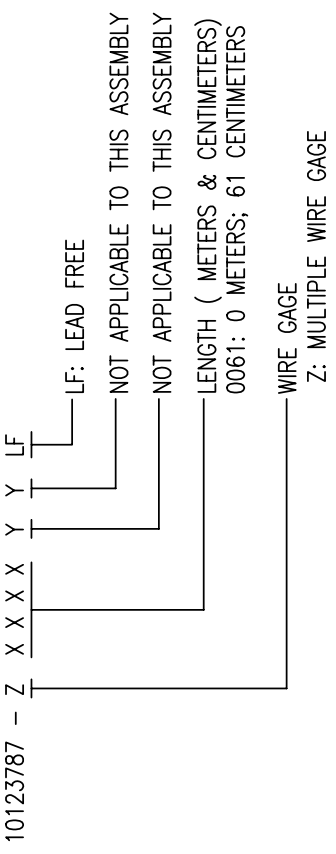 10123787 - Z X X X X Y Y LF
LF: LEAD FREE
NOT APPLICABLE TO THIS ASSEMBLY
NOT APPLICABLE TO THIS ASSEMBLY
LENGTH ( METERS & CENTIMETERS)
0061: 0 METERS; 61 CENTIMETERS
WIRE GAGE
Z: MULTIPLE WIRE GAGE